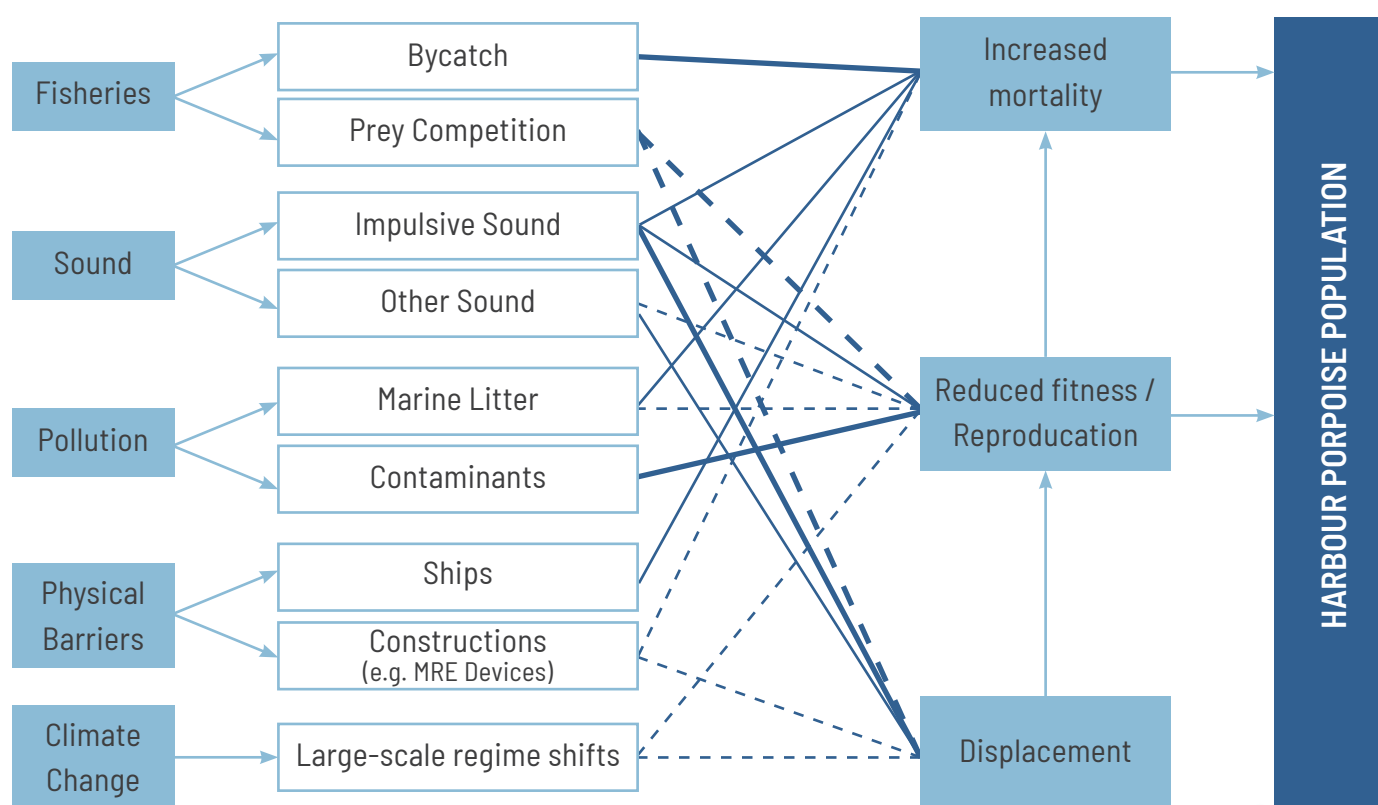 Fisheries
Bycatch
Prey Competition
Sound
Impulsive Sound
Other Sound
Pollution
Marine Litter
Contaminants
Physical
Barriers
Ships
Constructions
(e.g. MRE Devices)
Climate
Change
Large-scale regime shifts
Increased
mortality
Reduced fitness /
Reproducation
Displacement
HARBOUR PORPOISE POPULATION